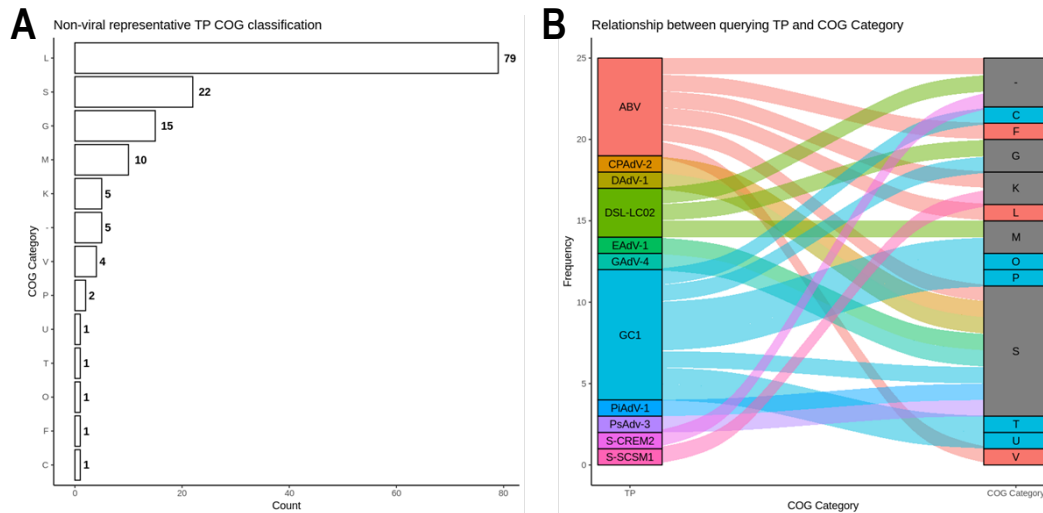 A
Non-viral representative TP COG classification
COG Category
L
79
S
22
G
15
M
10
K
5
-
5
V
4
P
2
U
1
T
1
O
1
F
1
C
1
0
20
40
60
80
Count
B
Relationship between querying TP and COG Category
Frequency
25
20
15
10
5
0
ABV
CPAdV-2
DAdV-1
DSL-LC02
EAdV-1
GAdV-4
GC1
PiAdV-1
PsAdv-3
S-CREM2
S-SCSM1
-
C
F
G
K
L
M
O
P
S
T
U
V
TP
COG Category
COG Category